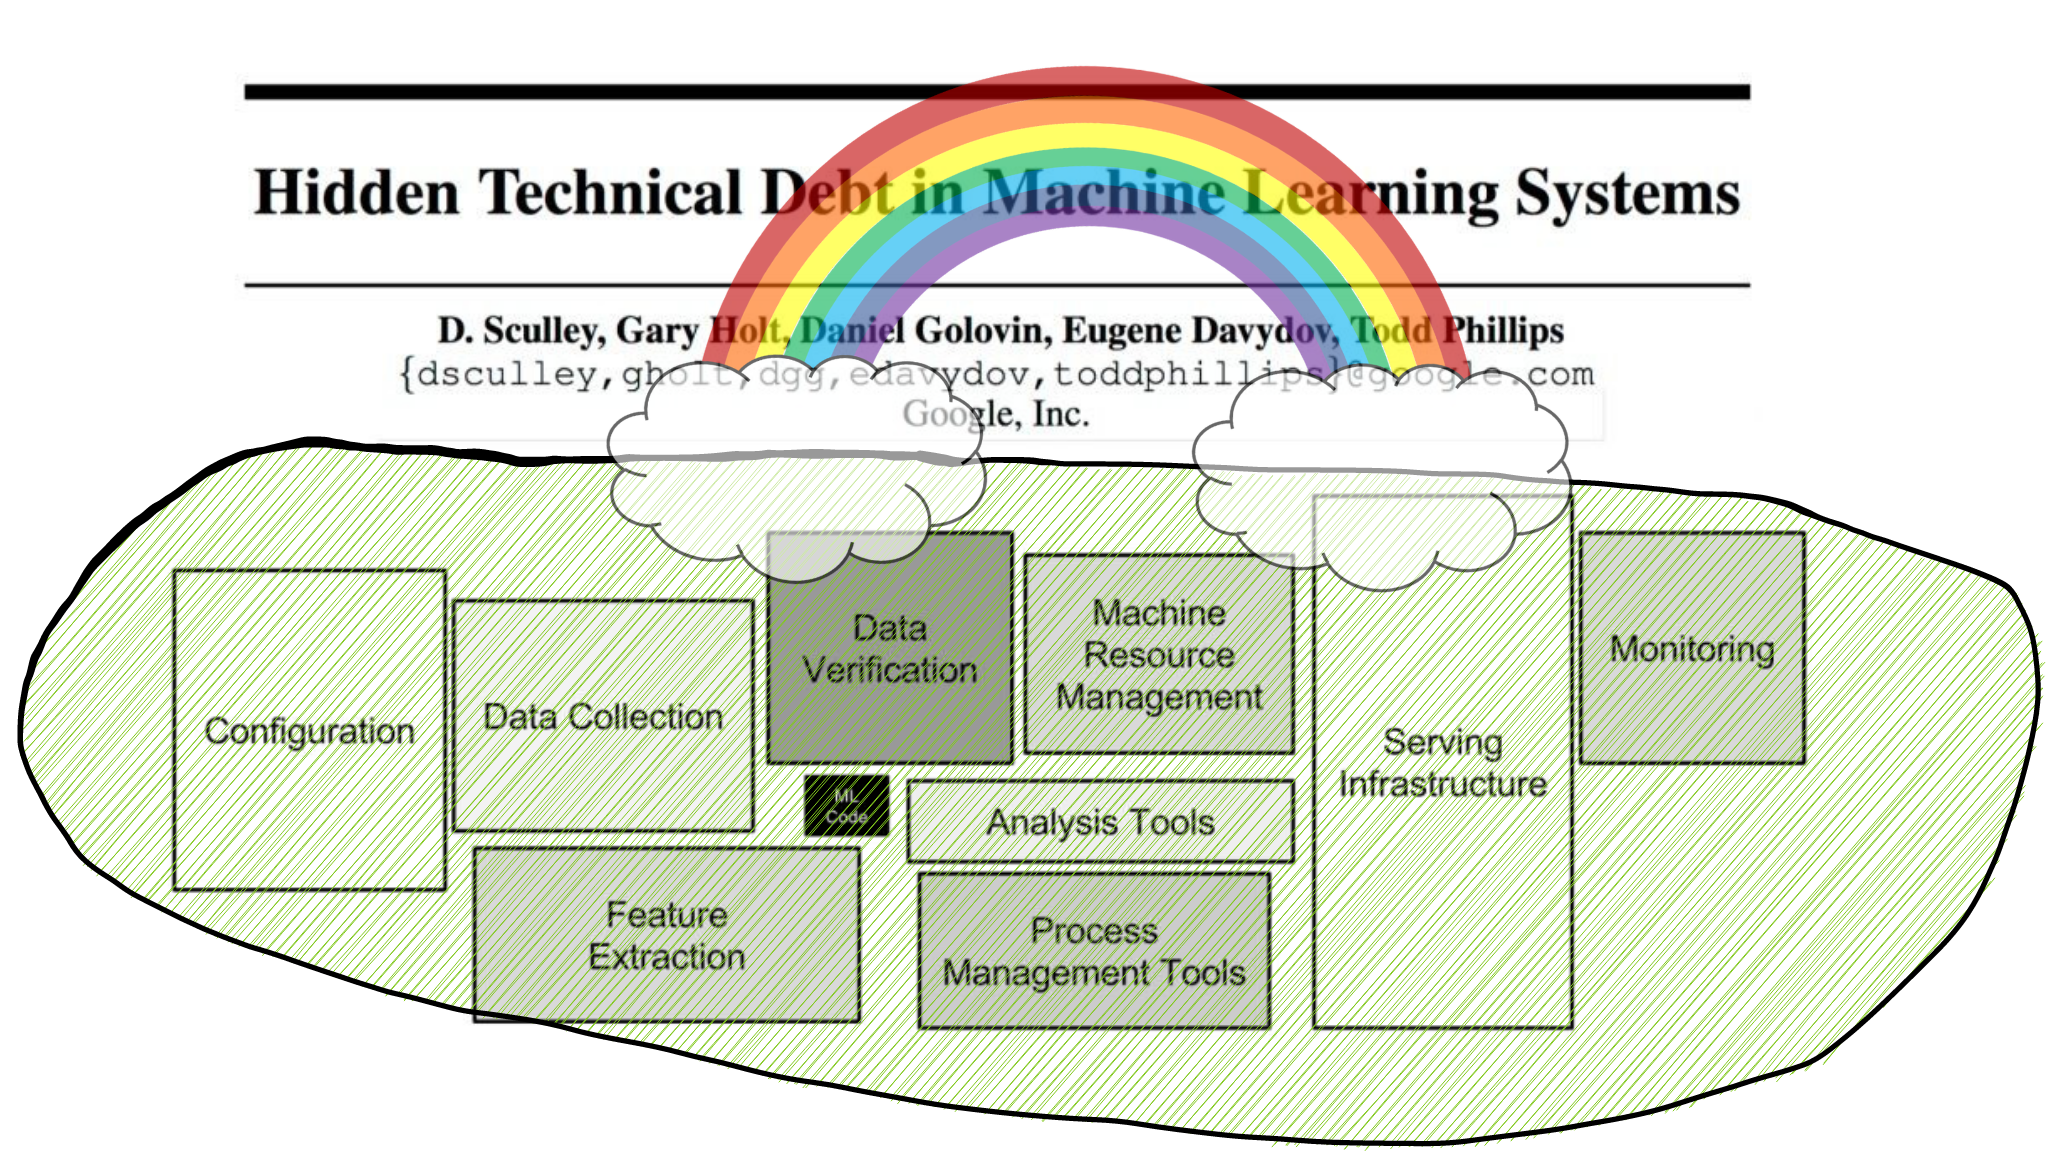 Hidden Technical Debt in Machine Learning Systems
D. Sculley, Gary Holt, Daniel Golovin, Eugene Davydov, Todd Phillips
{dsculley,gholt,dgg,edavydov,toddphillips}@google.com
Google, Inc.
Configuration
Data Collection
Data
Verification
Machine
Resource
Management
Serving
Infrastructure
Monitoring
ML
Code
Analysis Tools
Feature
Extraction
Process
Management Tools